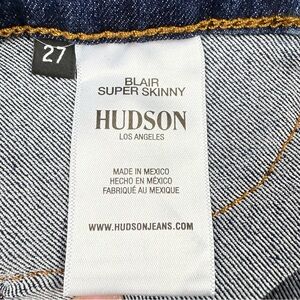 27
BLAIR
SUPER SKINNY
HUDSON
LOS ANGELES
MADE IN MEXICO
HECHO EN MÉXICO
FABRIQUÉ AU MEXIQUE
WWW.HUDSONJEANS.COM